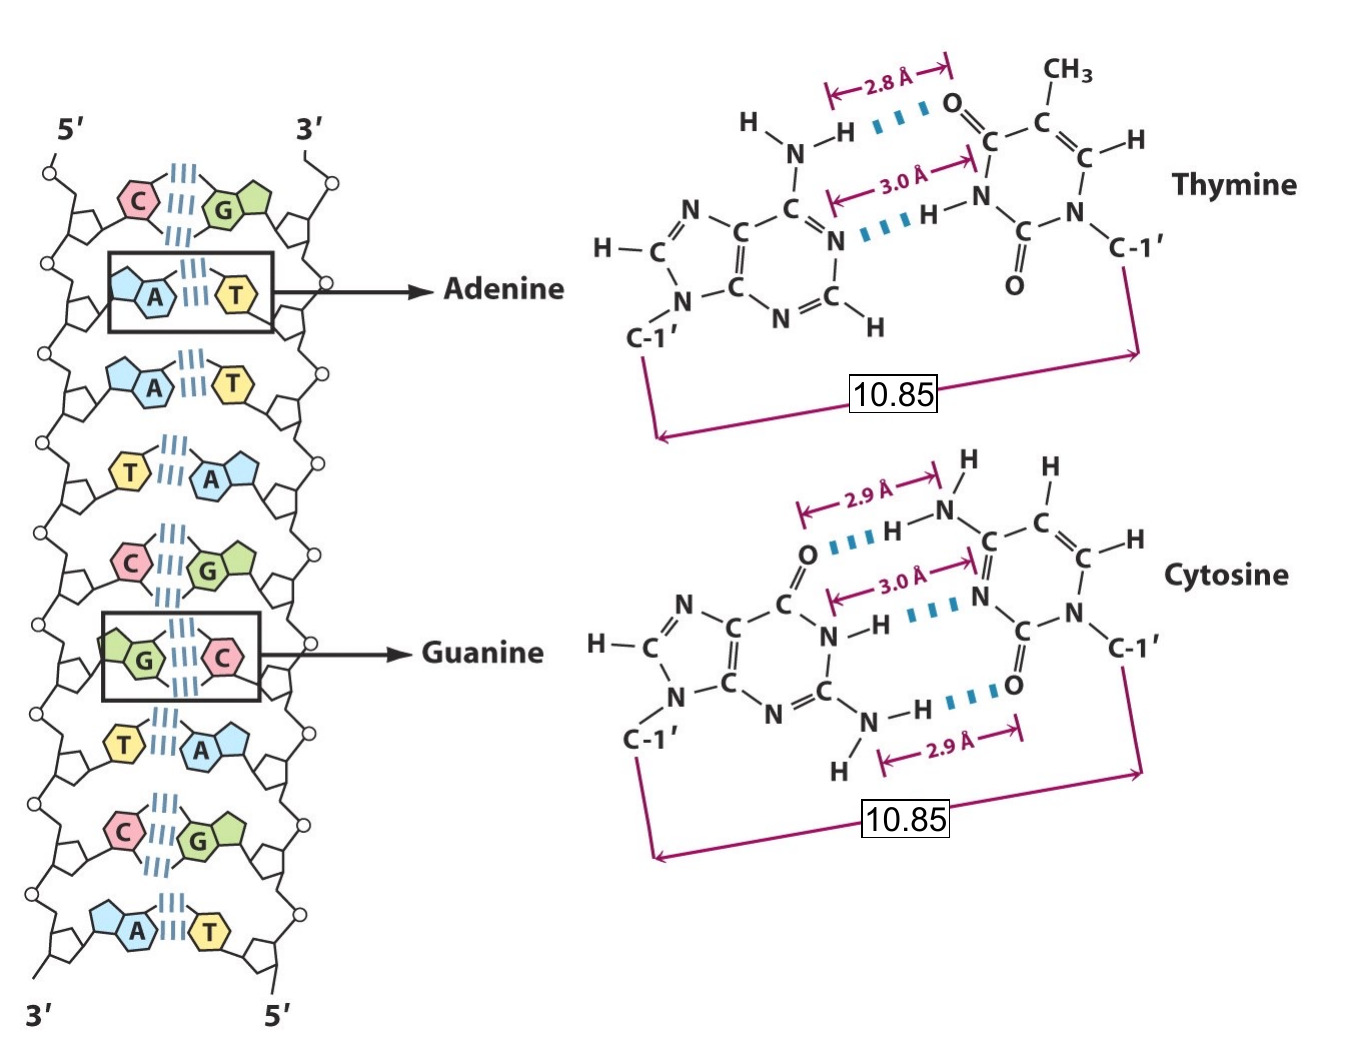 5′ 3′
C G
A T
A T
T A
C G
G C
T A
C G
A T
3′ 5′
Adenine
Guanine
2.8 Å
CH₃
H H O
N C C H
3.0 Å
C
Thymine
N C N H N N
H C C C C-1′
N C N C H O
C-1′
10.85
H H
2.9 Å
H N C
O C H
3.0 Å C
Cytosine
N C N H N N
H C C C C-1′
N C N C N H O
C-1′ H
2.9 Å
10.85